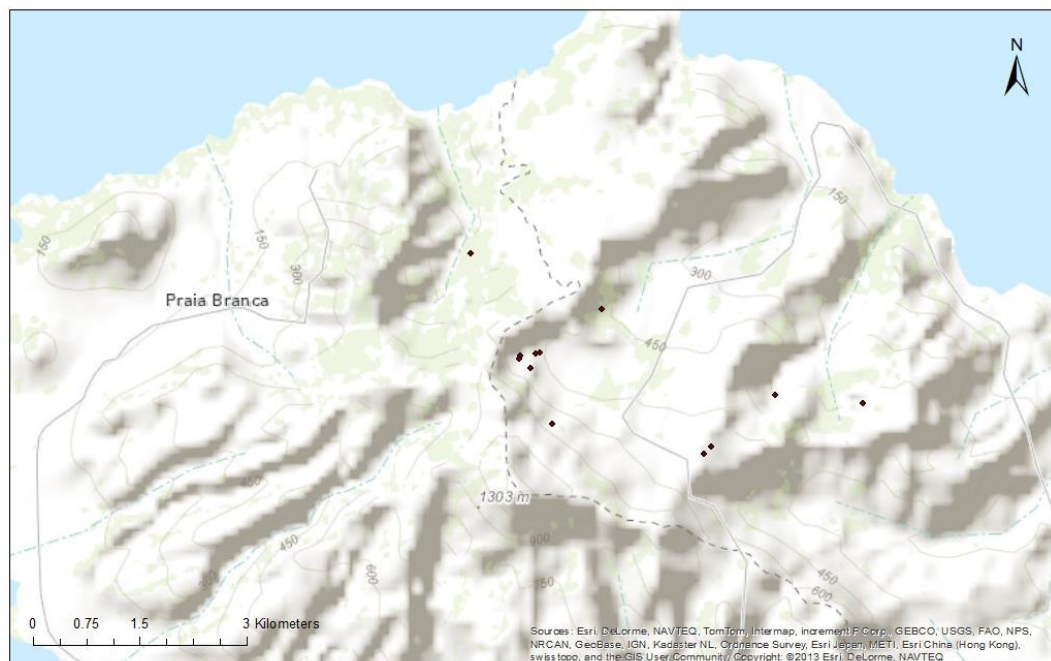 N
150
150
150
300
300
Praia Branca
450
450
1303 m
450
900
600
750
450
600
0 0.75 1.5 3 Kilometers
Sources: Esri, DeLorme, NAVTEQ, TomTom, Intermap, increment P Corp., GEBCO, USGS, FAO, NPS,
NRCAN, GeoBase, IGN, Kadaster NL, Ordnance Survey, Esri Japan, METI, Esri China (Hong Kong),
swisstopo, and the GIS User Community, Copyright: ©2013 Esri, DeLorme, NAVTEQ